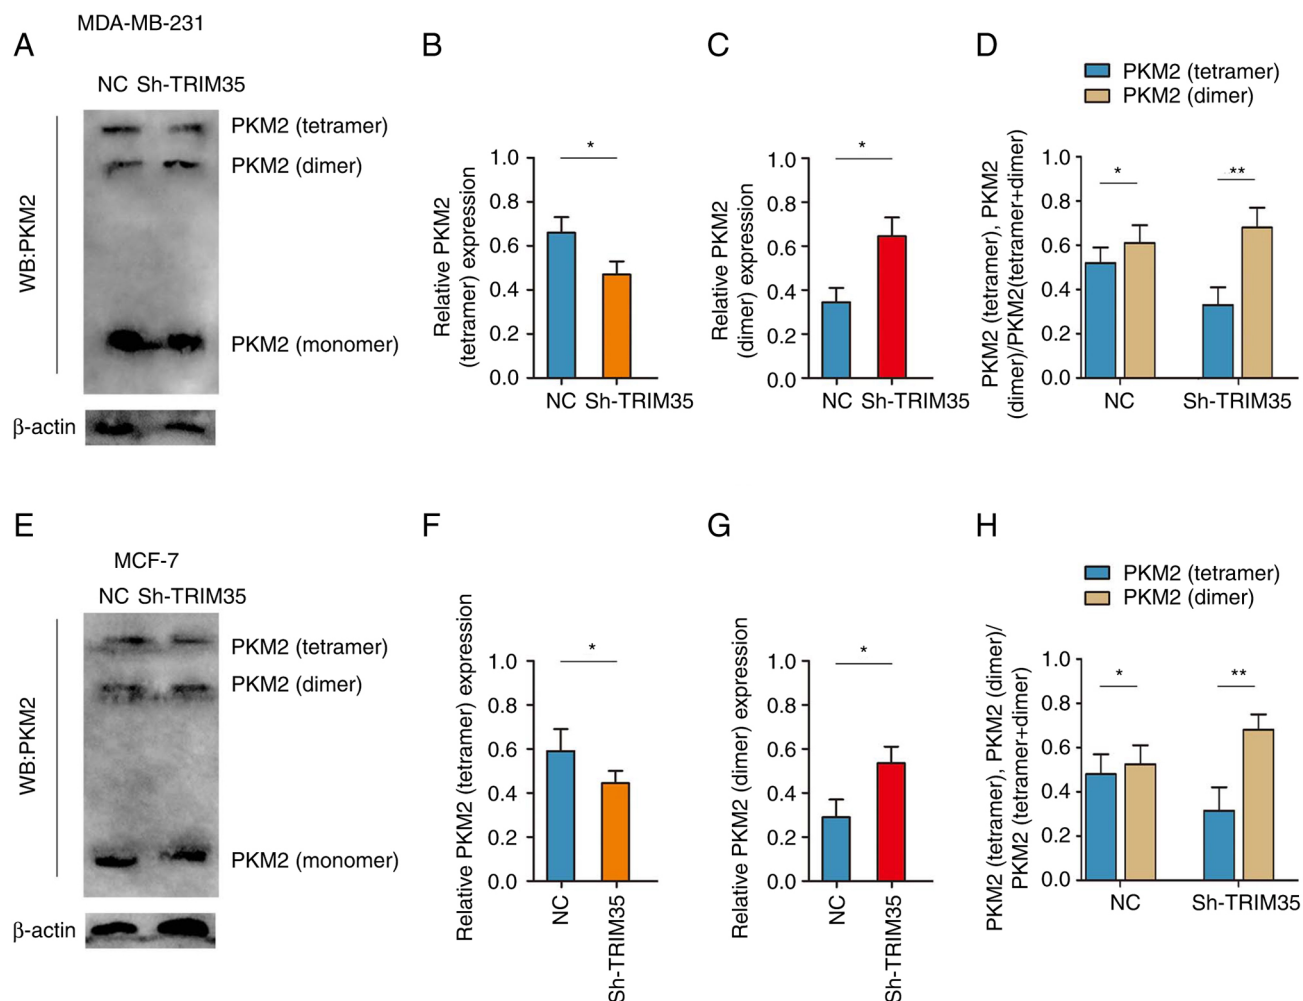 MDA-MB-231
A
NC Sh-TRIM35
WB:PKM2
PKM2 (tetramer)
PKM2 (dimer)
PKM2 (monomer)
β-actin
B
Relative PKM2
(tetramer) expression
1.0
0.8
0.6
0.4
0.2
0.0
*
NC Sh-TRIM35
C
Relative PKM2
(dimer) expression
1.0
0.8
0.6
0.4
0.2
0.0
*
NC Sh-TRIM35
D
PKM2 (tetramer)
PKM2 (dimer)
PKM2 (tetramer), PKM2
(dimer)/PKM2(tetramer+dimer)
1.0
0.8
0.6
0.4
0.2
0.0
*
**
NC Sh-TRIM35
E
MCF-7
NC Sh-TRIM35
WB:PKM2
PKM2 (tetramer)
PKM2 (dimer)
PKM2 (monomer)
β-actin
F
Relative PKM2 (tetramer) expression
1.0
0.8
0.6
0.4
0.2
0.0
*
NC
Sh-TRIM35
G
Relative PKM2 (dimer) expression
1.0
0.8
0.6
0.4
0.2
0.0
*
NC
Sh-TRIM35
H
PKM2 (tetramer)
PKM2 (dimer)
PKM2 (tetramer), PKM2 (dimer)/
PKM2 (tetramer+dimer)
1.0
0.8
0.6
0.4
0.2
0.0
*
**
NC Sh-TRIM35